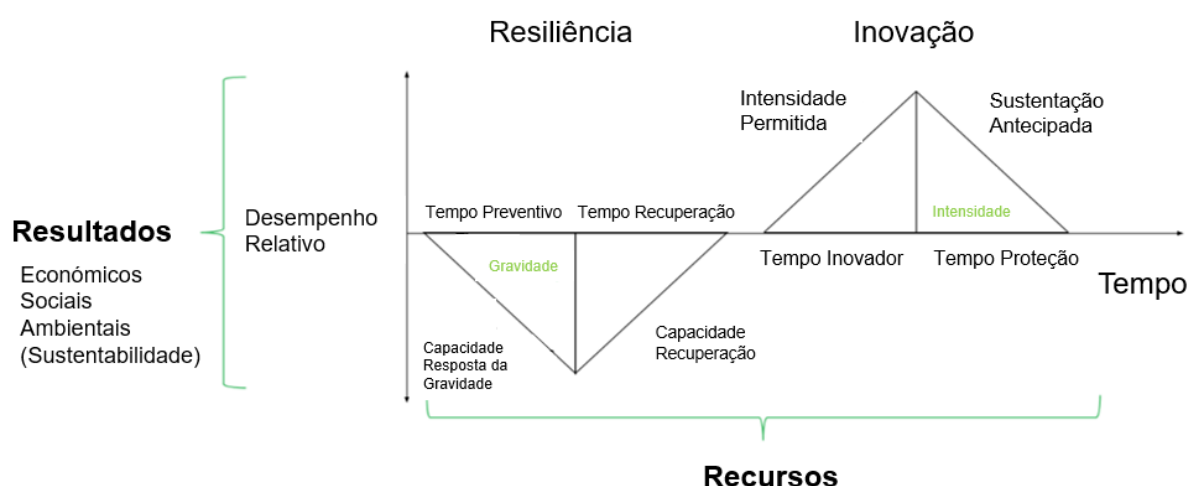 Resiliência
Inovação
Intensidade
Permitida
Sustentação
Antecipada
Desempenho
Relativo
Resultados
Económicos
Sociais
Ambientais
(Sustentabilidade)
Tempo Preventivo
Tempo Recuperação
Intensidade
Gravidade
Tempo Inovador
Tempo Proteção
Tempo
Capacidade
Resposta da
Gravidade
Capacidade
Recuperação
Recursos